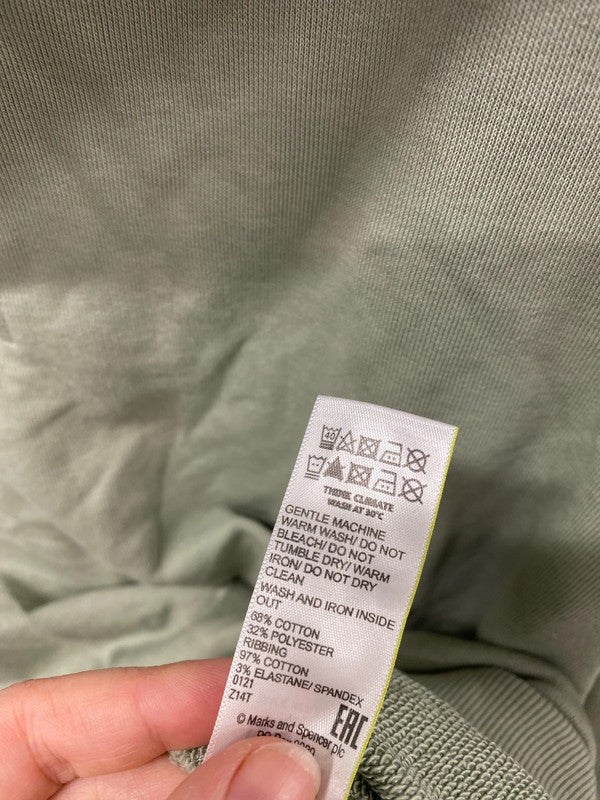 40
THINK CLIMATE
WASH AT 30°C
GENTLE MACHINE
WARM WASH/ DO NOT
BLEACH/ DO NOT
TUMBLE DRY/ WARM
IRON/ DO NOT DRY
CLEAN
WASH AND IRON INSIDE
OUT
68% COTTON
32% POLYESTER
RIBBING
97% COTTON
3% ELASTANE/ SPANDEX
0121
Z14T
EAC
© Marks and Spencer plc
PO Box